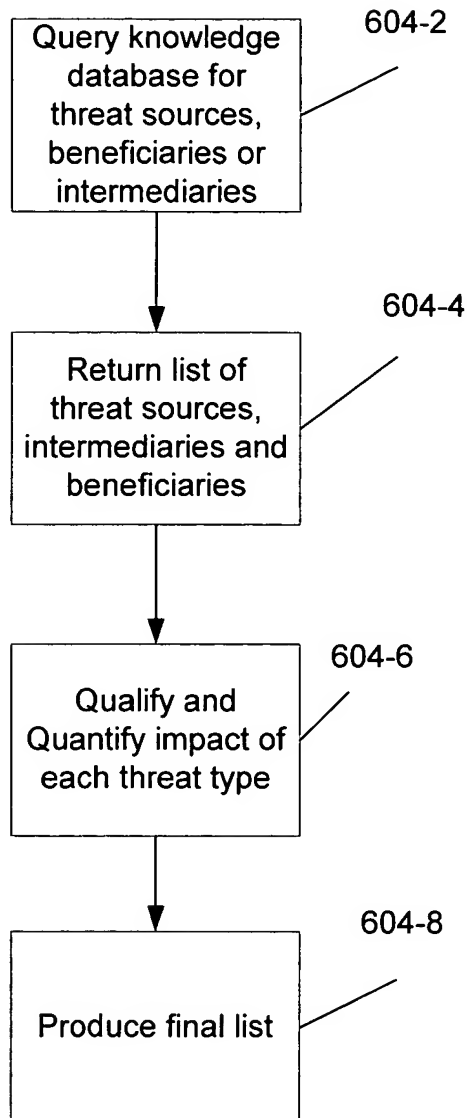 Query knowledge
database for
threat sources,
beneficiaries or
intermediaries
604-2
Return list of
threat sources,
intermediaries and
beneficiaries
604-4
Qualify and
Quantify impact of
each threat type
604-6
Produce final list
604-8